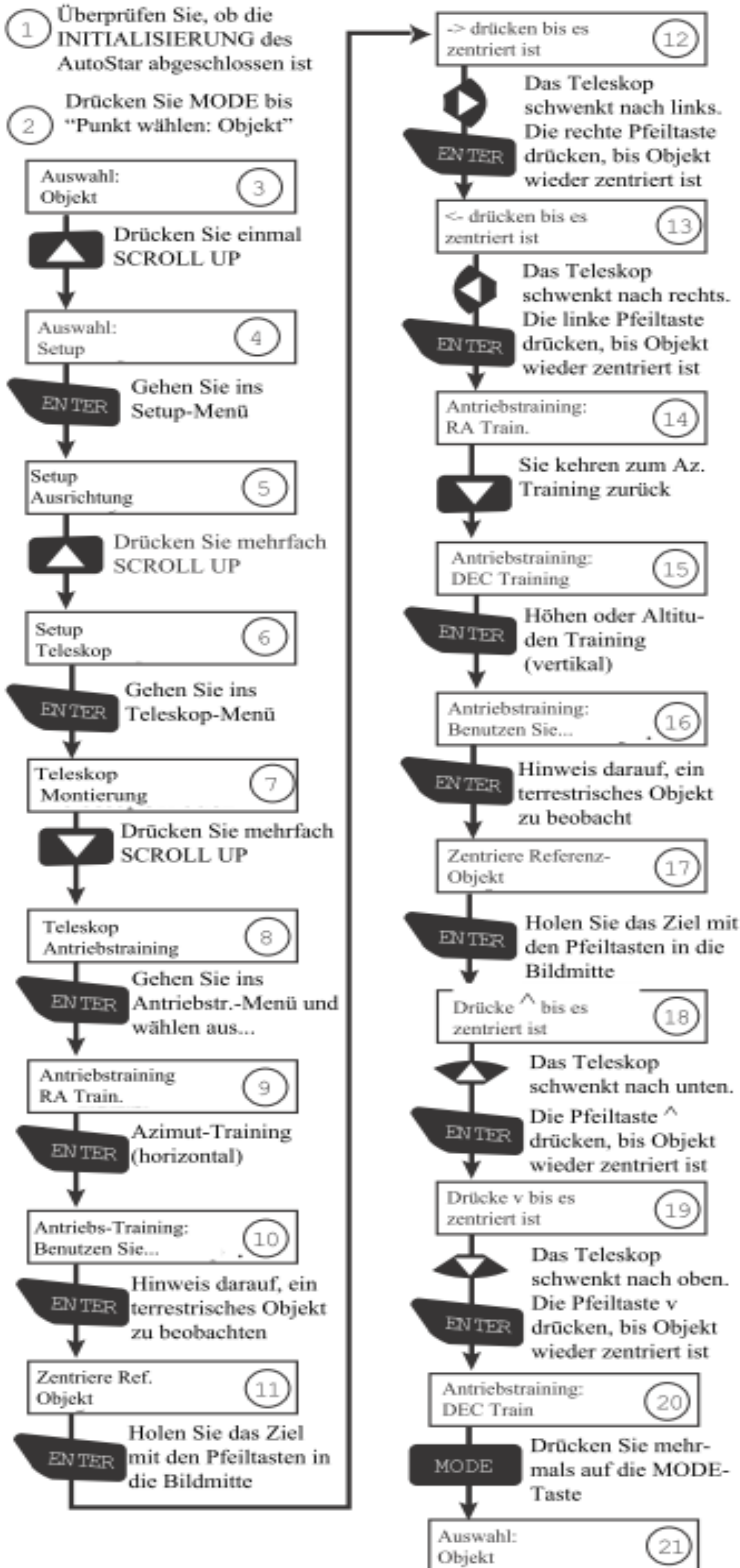 1 Überprüfen Sie, ob die
INITIALISIERUNG des
AutoStar abgeschlossen ist
2 Drücken Sie MODE bis
“Punkt wählen: Objekt”
Auswahl:
Objekt 3
Drücken Sie einmal
SCROLL UP
Auswahl:
Setup 4
ENTER
Gehen Sie ins
Setup-Menü
Setup
Ausrichtung 5
Drücken Sie mehrfach
SCROLL UP
Setup
Teleskop 6
ENTER
Gehen Sie ins
Teleskop-Menü
Teleskop
Montierung 7
Drücken Sie mehrfach
SCROLL UP
Teleskop
Antriebstraining 8
ENTER
Gehen Sie ins
Antriebstr.-Menü und
wählen aus...
Antriebstraining
RA Train. 9
ENTER
Azimut-Training
(horizontal)
Antriebs-Training:
Benutzen Sie... 10
ENTER
Hinweis darauf, ein
terrestrisches Objekt
zu beobachten
Zentriere Ref.
Objekt 11
ENTER
Holen Sie das Ziel
mit den Pfeiltasten in
die Bildmitte
-> drücken bis es
zentriert ist 12
Das Teleskop
schwenkt nach links.
Die rechte Pfeiltaste
ENTER
drücken, bis Objekt
wieder zentriert ist
<- drücken bis es
zentriert ist 13
Das Teleskop
schwenkt nach rechts.
Die linke Pfeiltaste
ENTER
drücken, bis Objekt
wieder zentriert ist
Antriebstraining:
RA Train. 14
Sie kehren zum Az.
Training zurück
Antriebstraining:
DEC Training 15
ENTER
Höhen oder Altitu-
den Training
(vertikal)
Antriebstraining:
Benutzen Sie... 16
ENTER
Hinweis darauf, ein
terrestrisches Objekt
zu beobacht
Zentriere Referenz-
Objekt 17
ENTER
Holen Sie das Ziel mit
den Pfeiltasten in die
Bildmitte
Drücke ^ bis es
zentriert ist 18
Das Teleskop
schwenkt nach unten.
ENTER
Die Pfeiltaste ^
drücken, bis Objekt
wieder zentriert ist
Drücke v bis es
zentriert ist 19
Das Teleskop
schwenkt nach oben.
Die Pfeiltaste v
ENTER
drücken, bis Objekt
wieder zentriert ist
Antriebstraining:
DEC Train 20
MODE
Drücken Sie mehr-
mals auf die MODE-
Taste
Auswahl:
Objekt 21